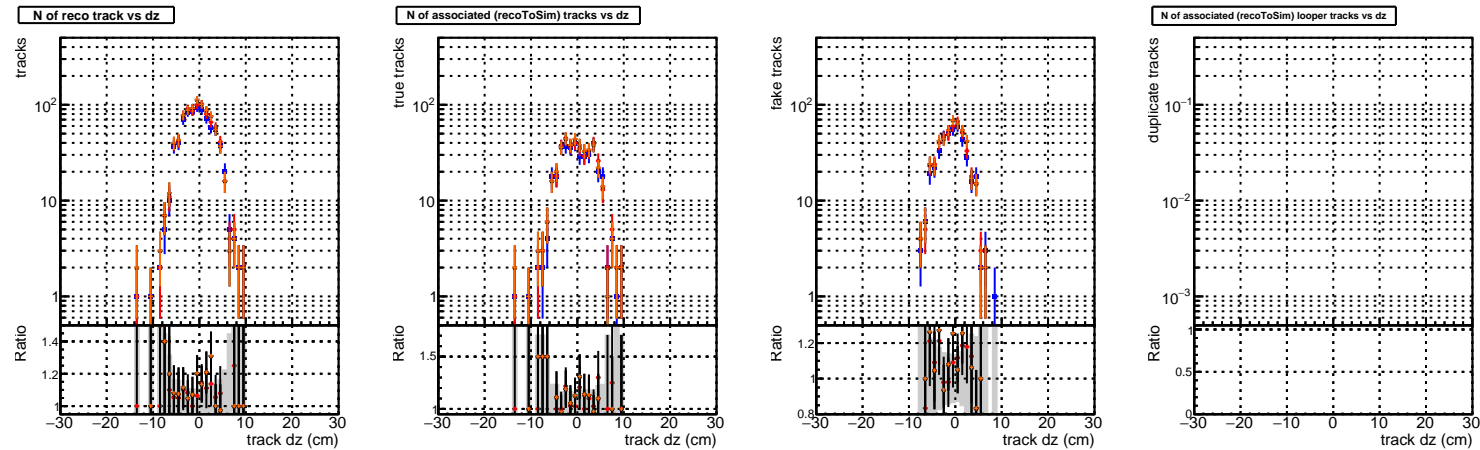 N of reco track vs dz
tracks
10²
10
1
Ratio
1.4
1.2
1
−30 −20 −10 0 10 20 30
track dz (cm)
N of associated (recoToSim) tracks vs dz
true tracks
10²
10
1
Ratio
1.5
1
−30 −20 −10 0 10 20 30
track dz (cm)
fake tracks
10²
10
1
Ratio
1.2
1
0.8
−30 −20 −10 0 10 20 30
track dz (cm)
N of associated (recoToSim) looper tracks vs dz
duplicate tracks
10⁻¹
10⁻²
10⁻³
Ratio
1
0.5
0
−30 −20 −10 0 10 20 30
track dz (cm)